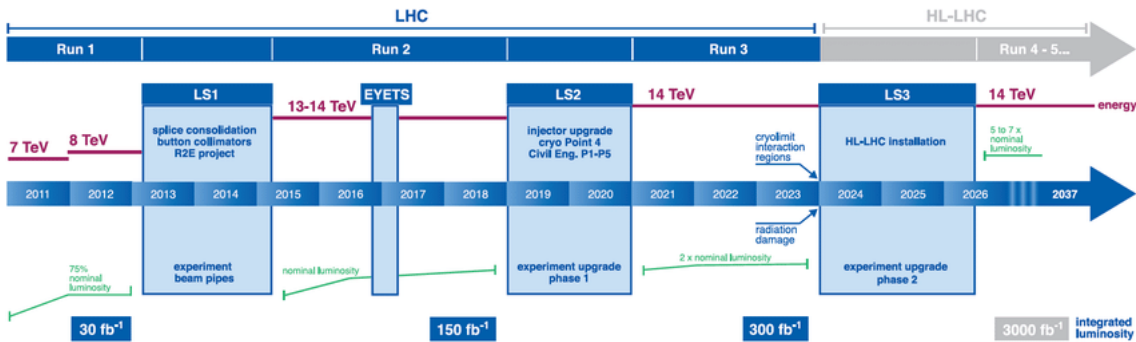 LHC
HL-LHC
Run 1
Run 2
Run 3
Run 4 - 5...
LS1
EYETS
LS2
LS3
7 TeV
8 TeV
13-14 TeV
14 TeV
14 TeV
energy
splice consolidation
button collimators
R2E project
injector upgrade
cryo Point 4
Civil Eng. P1-P5
cryolimit
interaction
regions
HL-LHC installation
5 to 7 x
nominal
luminosity
2011
2012
2013
2014
2015
2016
2017
2018
2019
2020
2021
2022
2023
2024
2025
2026
2037
radiation
damage
75%
nominal
luminosity
experiment
beam pipes
nominal luminosity
experiment upgrade
phase 1
2 x nominal luminosity
experiment upgrade
phase 2
30 fb⁻¹
150 fb⁻¹
300 fb⁻¹
3000 fb⁻¹
integrated
luminosity